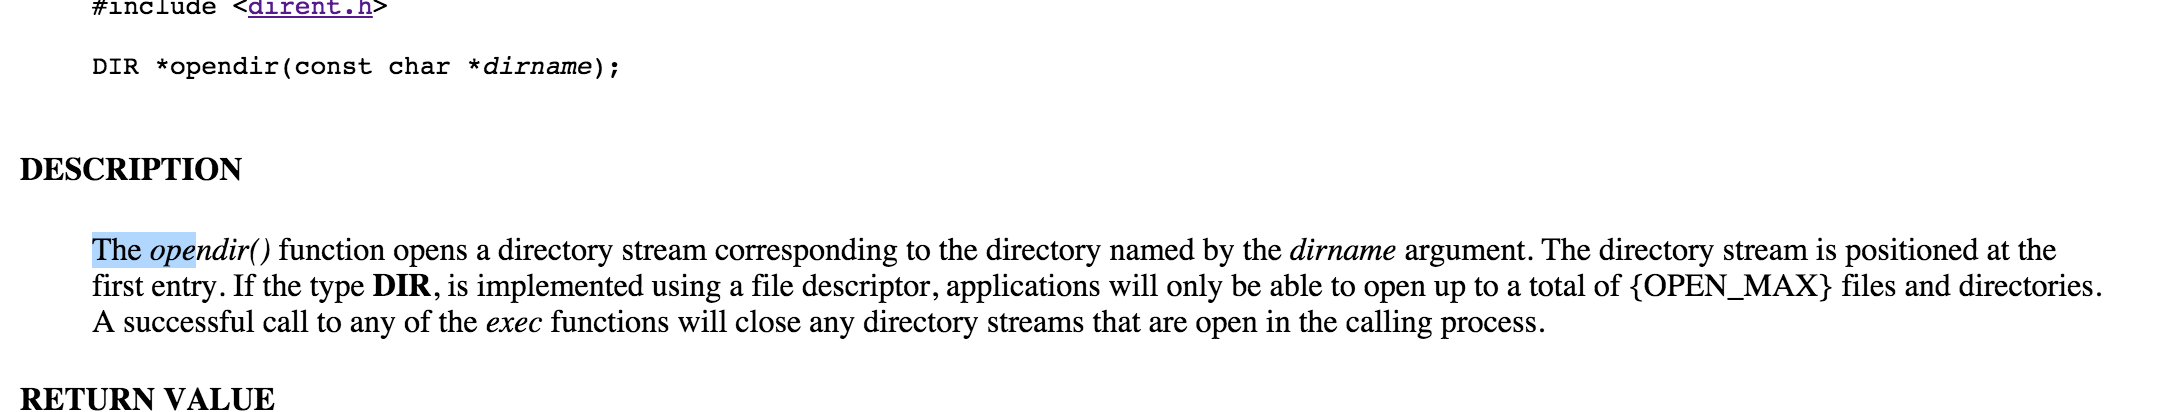 #include <dirent.h>
DIR *opendir(const char *dirname);
DESCRIPTION
The opendir() function opens a directory stream corresponding to the directory named by the dirname argument. The directory stream is positioned at the
first entry. If the type DIR, is implemented using a file descriptor, applications will only be able to open up to a total of {OPEN_MAX} files and directories.
A successful call to any of the exec functions will close any directory streams that are open in the calling process.
RETURN VALUE